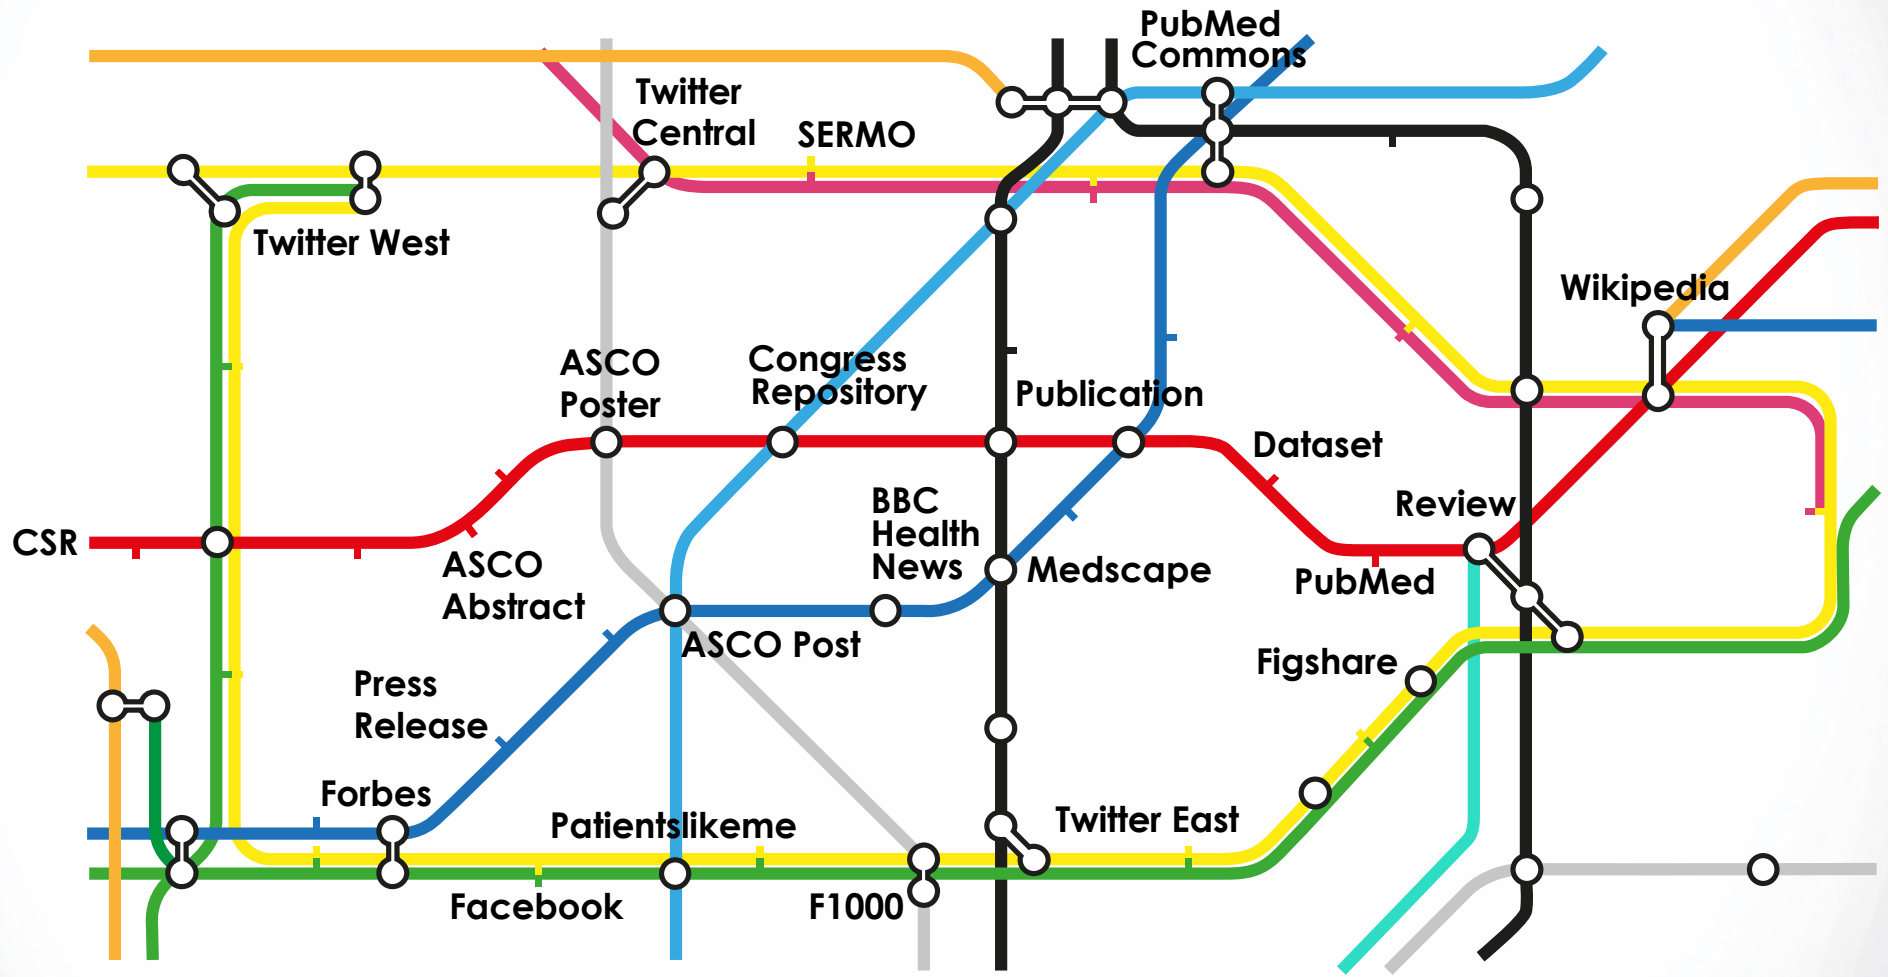 PubMed
Commons
Twitter
Central
SERMO
Twitter West
Wikipedia
ASCO
Poster
Congress
Repository
Publication
Dataset
BBC
Health
News
Review
CSR
ASCO
Abstract
Medscape
PubMed
ASCO Post
Figshare
Press
Release
Forbes
Patientslikeme
Twitter East
Facebook
F1000